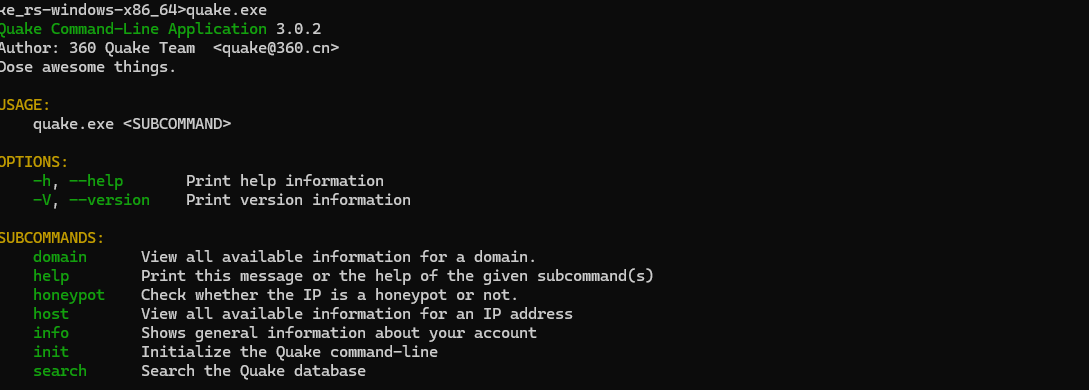 ke_rs-windows-x86_64>quake.exe
Quake Command-Line Application 3.0.2
Author: 360 Quake Team  <quake@360.cn>
Dose awesome things.
USAGE:
    quake.exe <SUBCOMMAND>
OPTIONS:
    -h, --help       Print help information
    -V, --version    Print version information
SUBCOMMANDS:
    domain      View all available information for a domain.
    help        Print this message or the help of the given subcommand(s)
    honeypot    Check whether the IP is a honeypot or not.
    host        View all available information for an IP address
    info        Shows general information about your account
    init        Initialize the Quake command-line
    search      Search the Quake database